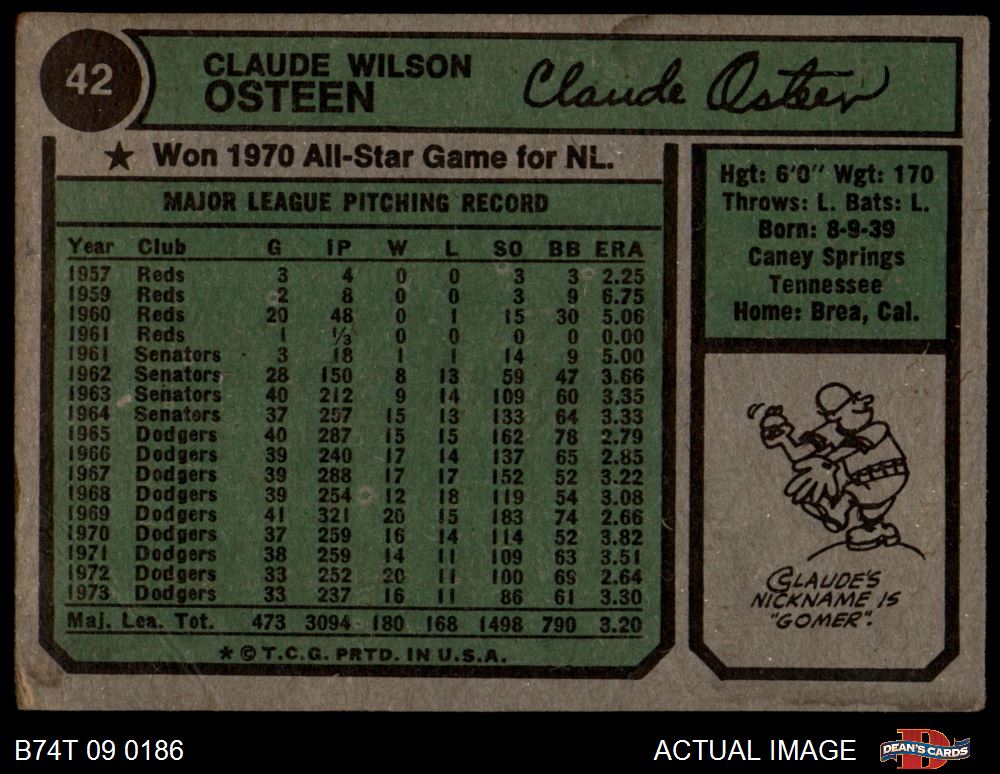 42
CLAUDE WILSON
OSTEEN
Claude Osteen
★ Won 1970 All-Star Game for NL.
MAJOR LEAGUE PITCHING RECORD
Year Club G IP W L SO BB ERA
1957 Reds 3 4 0 0 3 3 2.25
1959 Reds 2 8 0 0 3 9 6.75
1960 Reds 20 48 0 1 15 30 5.06
1961 Reds 1 ⅓ 0 0 0 0 0.00
1961 Senators 3 18 1 1 14 9 5.00
1962 Senators 28 150 8 13 59 47 3.66
1963 Senators 40 212 9 14 109 60 3.35
1964 Senators 37 257 15 13 133 64 3.33
1965 Dodgers 40 287 15 15 162 78 2.79
1966 Dodgers 39 240 17 14 137 65 2.85
1967 Dodgers 39 288 17 17 152 52 3.22
1968 Dodgers 39 254 12 18 119 54 3.08
1969 Dodgers 41 321 20 15 183 74 2.66
1970 Dodgers 37 259 16 14 114 52 3.82
1971 Dodgers 38 259 14 11 109 63 3.51
1972 Dodgers 33 252 20 11 100 69 2.64
1973 Dodgers 33 237 16 11 86 61 3.30
Maj. Lea. Tot. 473 3094 180 168 1498 790 3.20
* © T.C.G. PRTD. IN U.S.A.
Hgt: 6'0" Wgt: 170
Throws: L. Bats: L.
Born: 8-9-39
Caney Springs
Tennessee
Home: Brea, Cal.
CLAUDE'S
NICKNAME IS
"GOMER".
B74T 09 0186
ACTUAL IMAGE
DEAN'S CARDS